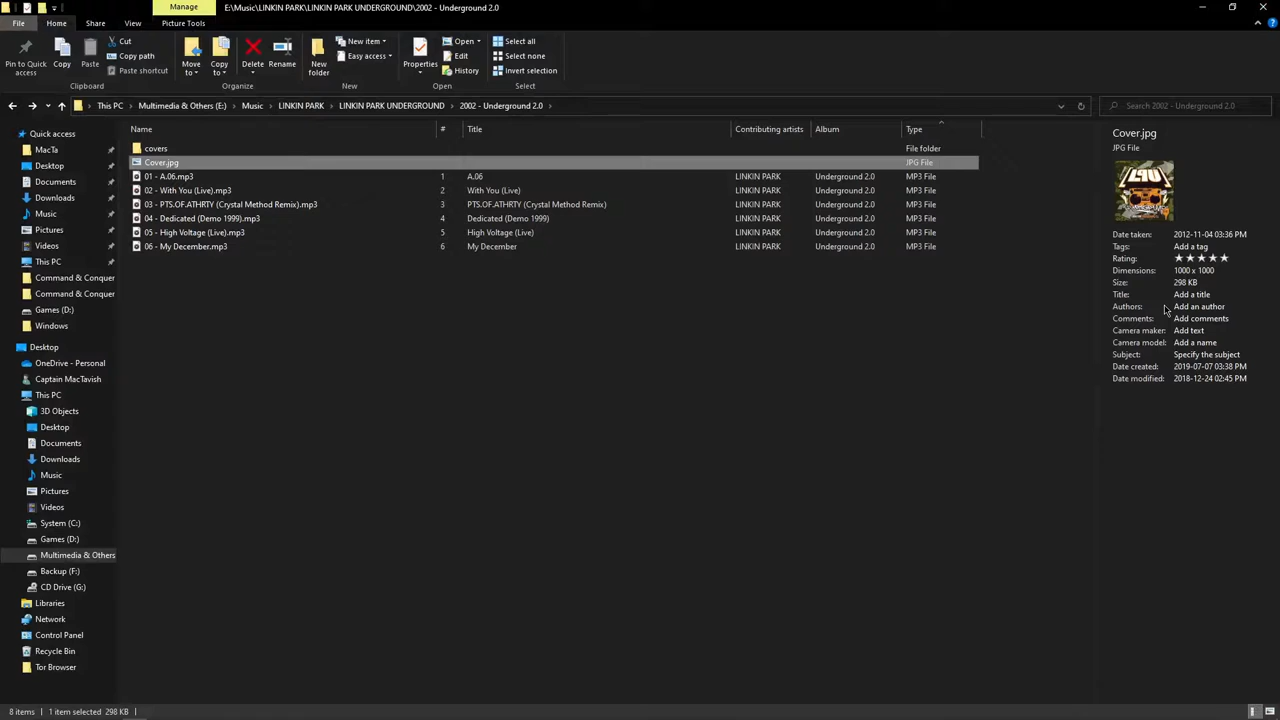 Manage
E:\Music\LINKIN PARK\LINKIN PARK UNDERGROUND\2002 - Underground 2.0
File Home Share View Picture Tools
Pin to Quick access
Copy
Paste
Cut
Copy path
Paste shortcut
Clipboard
Move to
Copy to
Delete
Rename
Organize
New folder
New item
Easy access
New
Properties
Open
Edit
History
Open
Select all
Select none
Invert selection
Select
This PC Multimedia & Others (E:) Music LINKIN PARK LINKIN PARK UNDERGROUND 2002 - Underground 2.0
Search 2002 - Underground 2.0
Quick access
MacTa
Desktop
Documents
Downloads
Music
Pictures
Videos
This PC
Command & Conquer
Command & Conquer
Games (D:)
Windows
Desktop
OneDrive - Personal
Captain MacTavish
This PC
3D Objects
Desktop
Documents
Downloads
Music
Pictures
Videos
System (C:)
Games (D:)
Multimedia & Others
Backup (F:)
CD Drive (G:)
Libraries
Network
Control Panel
Recycle Bin
Tor Browser
Name # Title Contributing artists Album Type
covers File folder
Cover.jpg JPG File
01 - A.06.mp3 1 A.06 LINKIN PARK Underground 2.0 MP3 File
02 - With You (Live).mp3 2 With You (Live) LINKIN PARK Underground 2.0 MP3 File
03 - PTS.OF.ATHRTY (Crystal Method Remix).mp3 3 PTS.OF.ATHRTY (Crystal Method Remix) LINKIN PARK Underground 2.0 MP3 File
04 - Dedicated (Demo 1999).mp3 4 Dedicated (Demo 1999) LINKIN PARK Underground 2.0 MP3 File
05 - High Voltage (Live).mp3 5 High Voltage (Live) LINKIN PARK Underground 2.0 MP3 File
06 - My December.mp3 6 My December LINKIN PARK Underground 2.0 MP3 File
Cover.jpg
JPG File
Date taken: 2012-11-04 03:36 PM
Tags: Add a tag
Rating:
Dimensions: 1000 x 1000
Size: 298 KB
Title: Add a title
Authors: Add an author
Comments: Add comments
Camera maker: Add text
Camera model: Add a name
Subject: Specify the subject
Date created: 2019-07-07 03:38 PM
Date modified: 2018-12-24 02:45 PM
8 items 1 item selected 298 KB